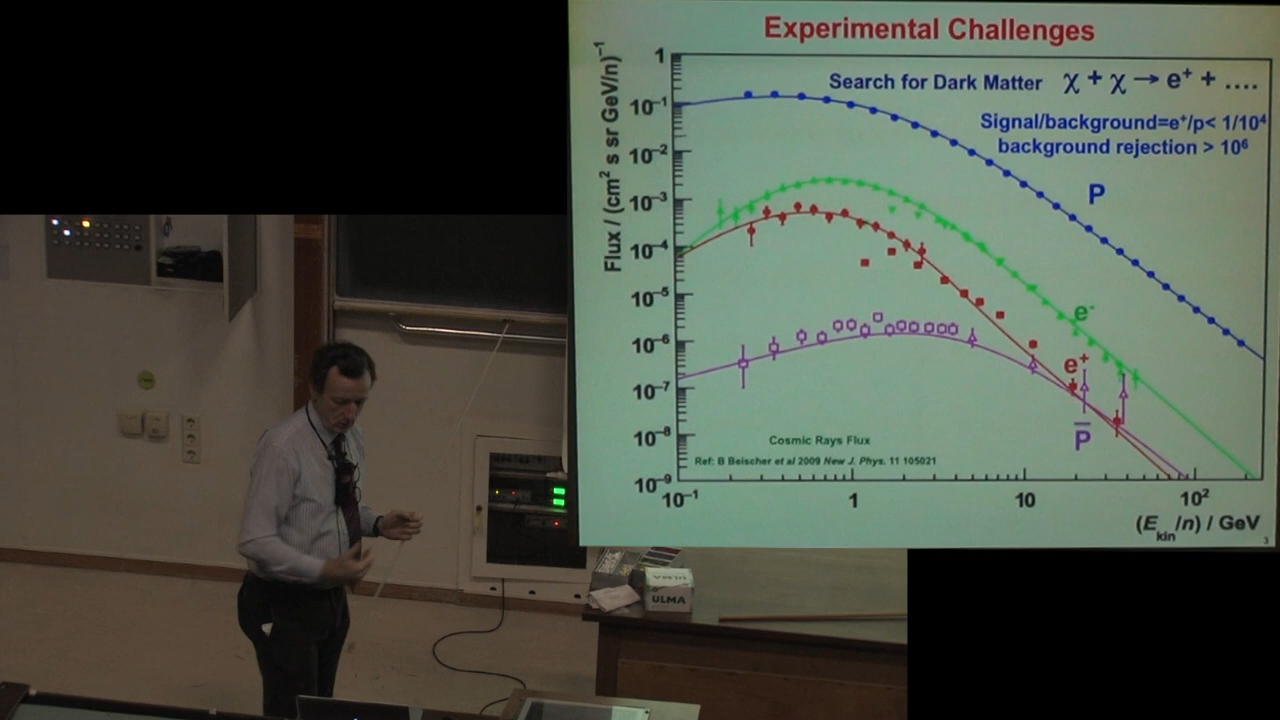 Experimental Challenges
Search for Dark Matter χ + χ → e⁺ + ....
Signal/background=e⁺/p< 1/10⁴
background rejection > 10⁶
Flux / (cm² s sr GeV/n)⁻¹
1
10⁻¹
10⁻²
10⁻³
10⁻⁴
10⁻⁵
10⁻⁶
10⁻⁷
10⁻⁸
10⁻⁹
P
e⁻
e⁺
P̅
Cosmic Rays Flux
Ref: B Beischer et al 2009 New J. Phys. 11 105021
10⁻¹ 1 10 10²
(E_kin/n) / GeV
3
ULMA